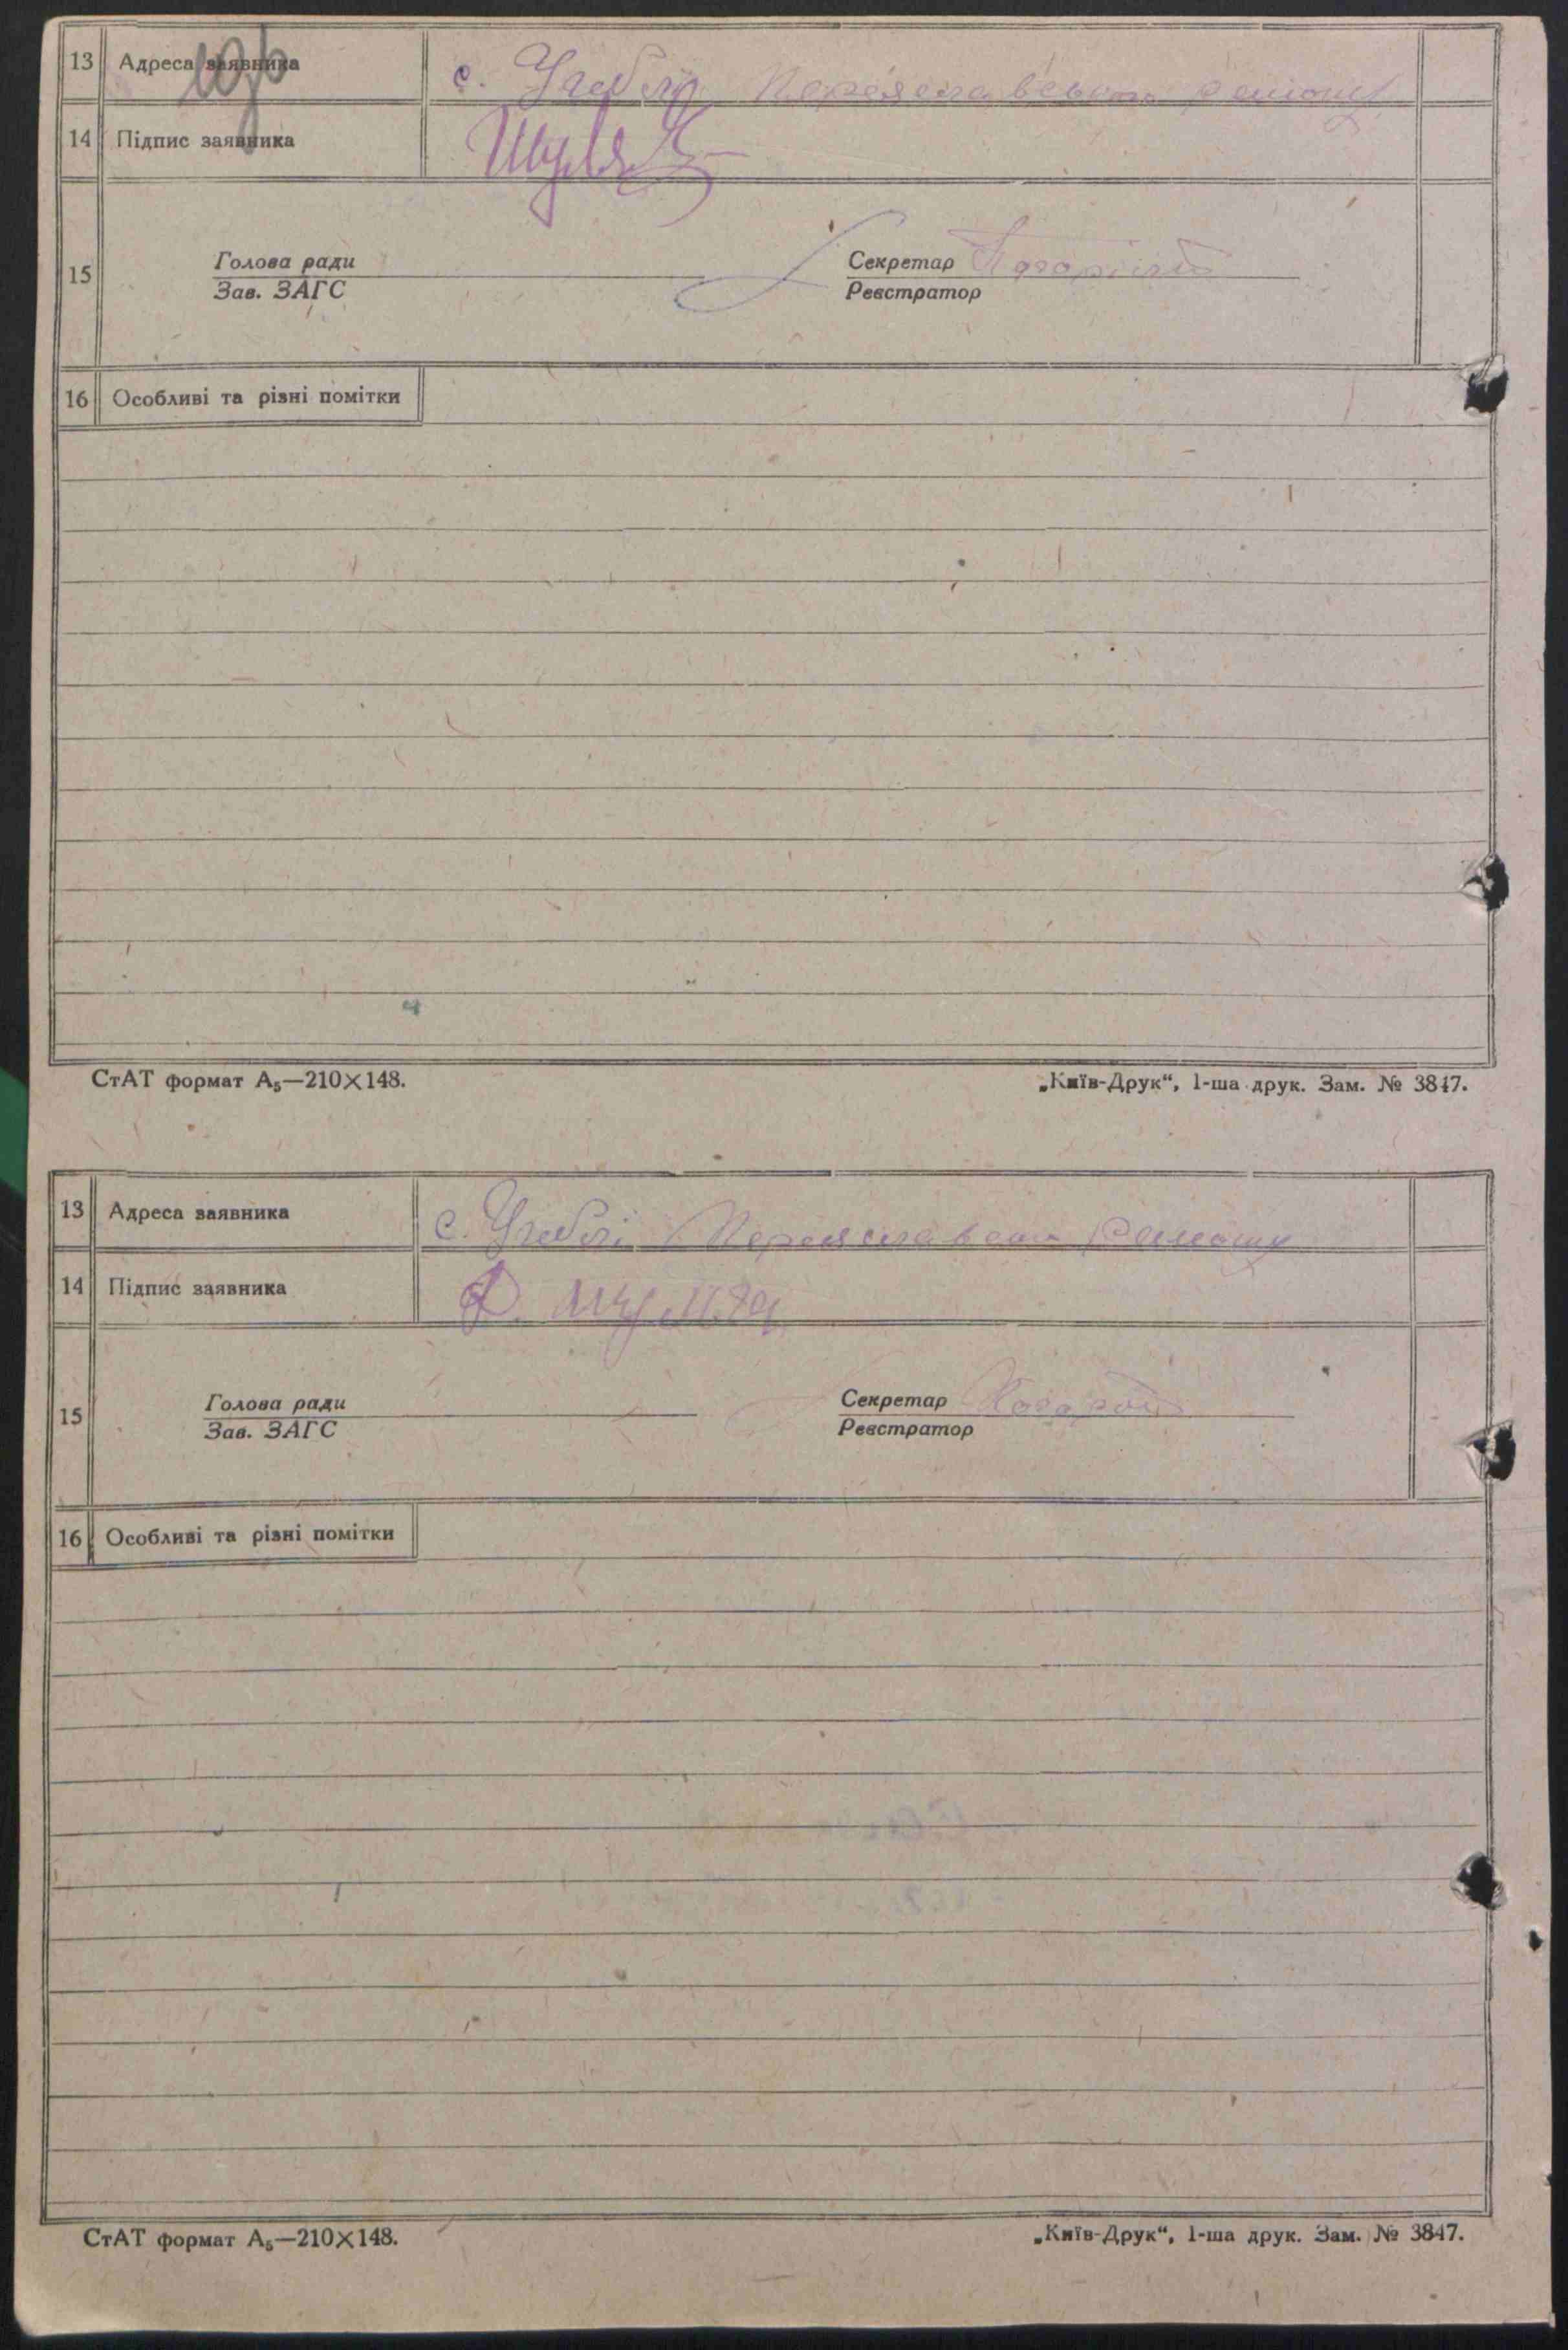 13 Адреса заявника с. Переяславського району
14 Підпис заявника
15 Голова ради Секретар
Зав. ЗАГС Реєстратор
16 Особливі та різні помітки
СтАТ формат А₅—210×148. „Київ-Друк“, 1-ша друк. Зам. № 3847.
13 Адреса заявника с. району
14 Підпис заявника
15 Голова ради Секретар
Зав. ЗАГС Реєстратор
16 Особливі та різні помітки
СтАТ формат А₅—210×148. „Київ-Друк“, 1-ша друк. Зам. № 3847.